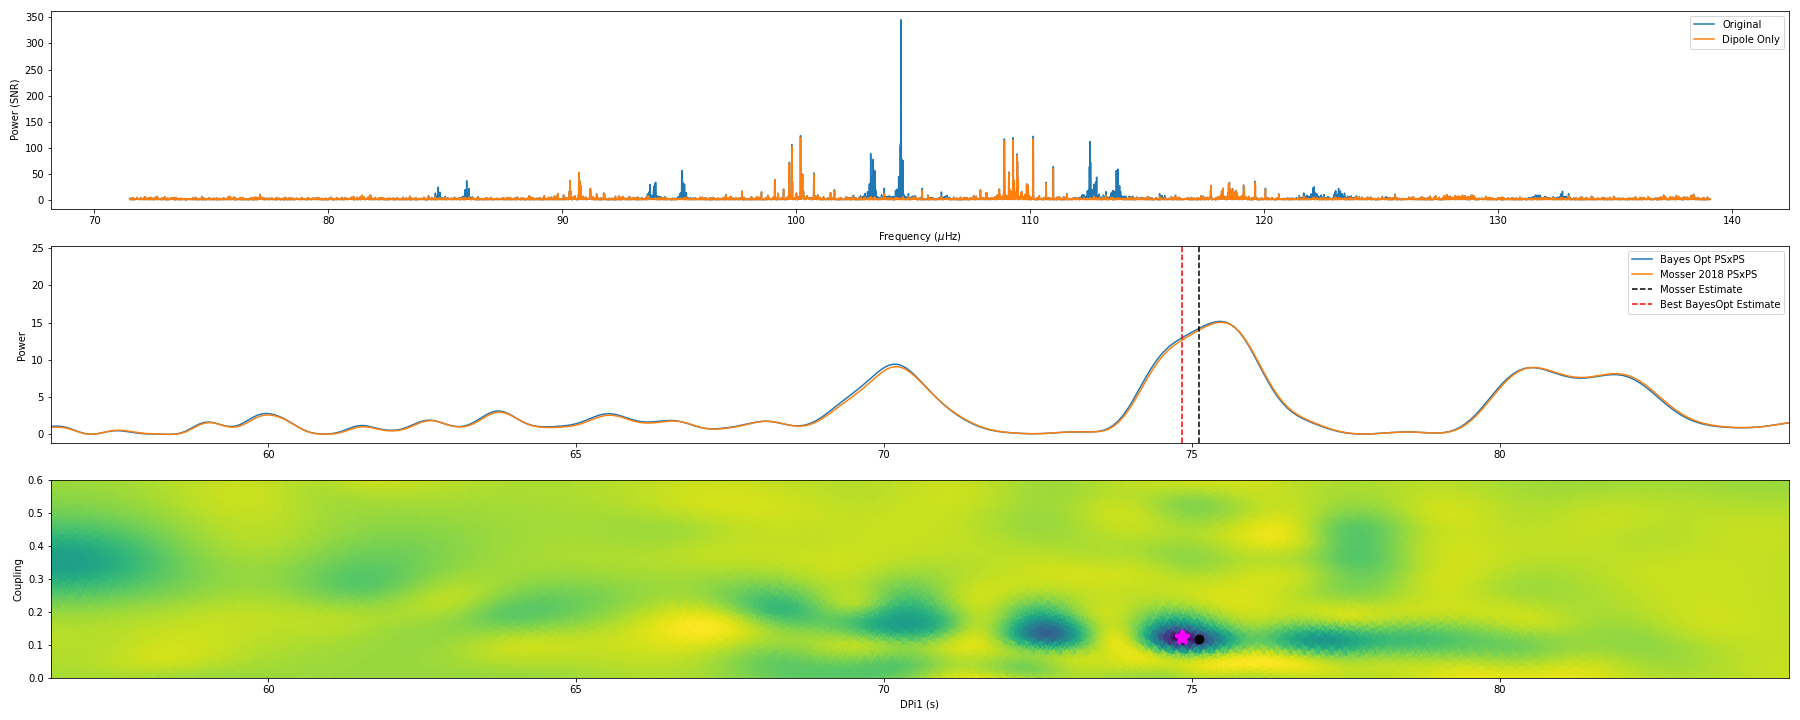 350
300
250
200
150
100
50
0
Power (SNR)
Original
Dipole Only
70 80 90 100 110 120 130 140
Frequency (μHz)
25
20
15
10
5
0
Power
Bayes Opt PSxPS
Mosser 2018 PSxPS
Mosser Estimate
Best BayesOpt Estimate
60 65 70 75 80
0.6
0.5
0.4
0.3
0.2
0.1
0.0
Coupling
60 65 70 75 80
DPi1 (s)